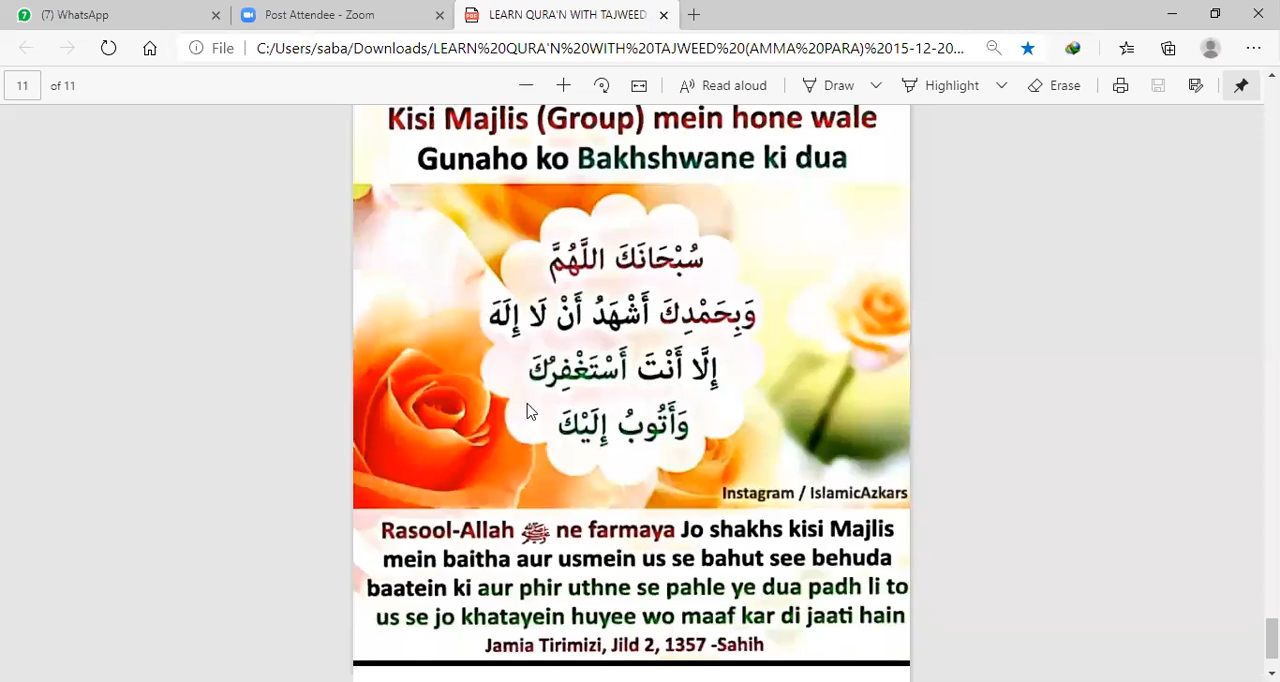 (7) WhatsApp
Post Attendee - Zoom
LEARN QURA'N WITH TAJWEED
File
C:/Users/saba/Downloads/LEARN%20QURA'N%20WITH%20TAJWEED%20(AMMA%20PARA)%2015-12-20...
11 of 11
Read aloud
Draw
Highlight
Erase
Kisi Majlis (Group) mein hone wale
Gunaho ko Bakhshwane ki dua
سُبْحَانَكَ اللَّهُمَّ
وَبِحَمْدِكَ أَشْهَدُ أَنْ لَا إِلَهَ
إِلَّا أَنْتَ أَسْتَغْفِرُكَ
وَأَتُوبُ إِلَيْكَ
Instagram / IslamicAzkars
Rasool-Allah ﷺ ne farmaya Jo shakhs kisi Majlis
mein baitha aur usmein us se bahut see behuda
baatein ki aur phir uthne se pahle ye dua padh li to
us se jo khatayein huyee wo maaf kar di jaati hain
Jamia Tirimizi, Jild 2, 1357 -Sahih